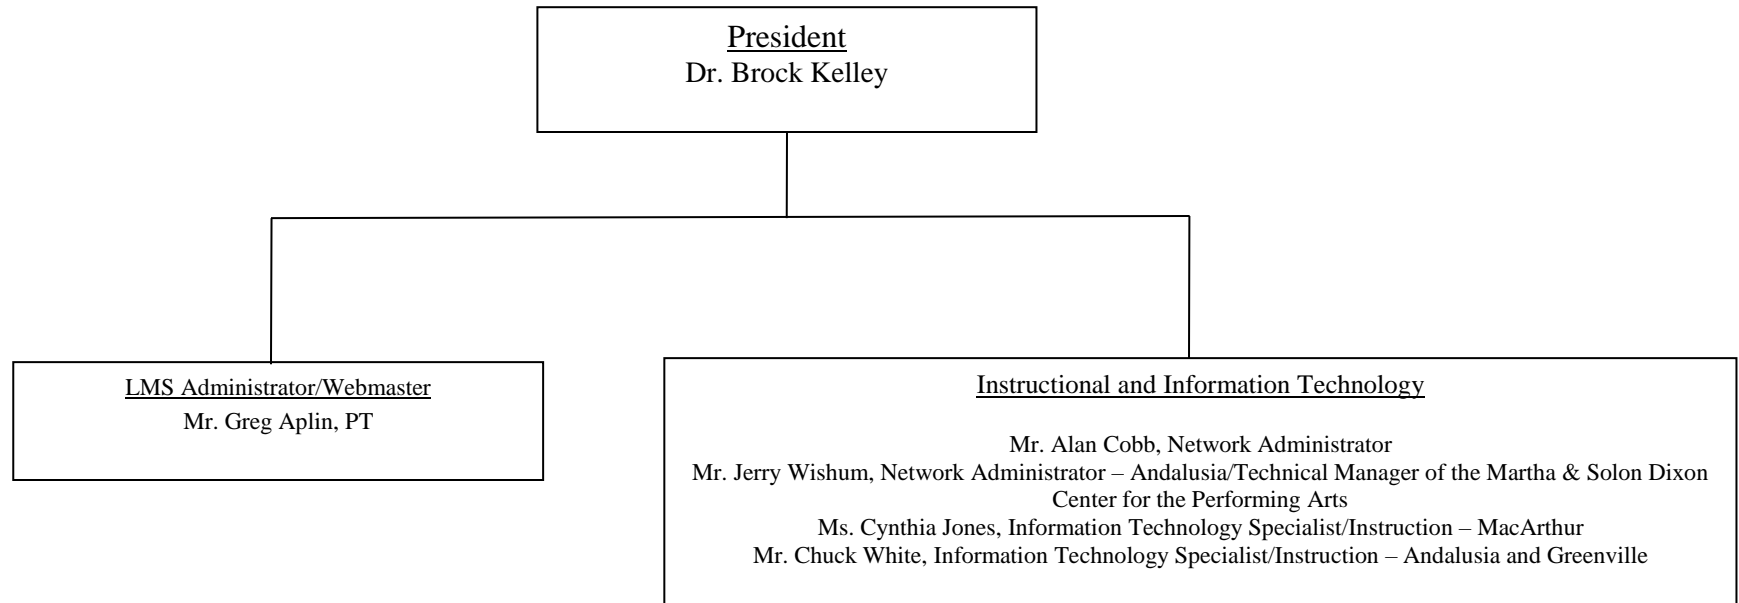 President
Dr. Brock Kelley
LMS Administrator/Webmaster
Mr. Greg Aplin, PT
Instructional and Information Technology
Mr. Alan Cobb, Network Administrator
Mr. Jerry Wishum, Network Administrator – Andalusia/Technical Manager of the Martha & Solon Dixon
Center for the Performing Arts
Ms. Cynthia Jones, Information Technology Specialist/Instruction – MacArthur
Mr. Chuck White, Information Technology Specialist/Instruction – Andalusia and Greenville